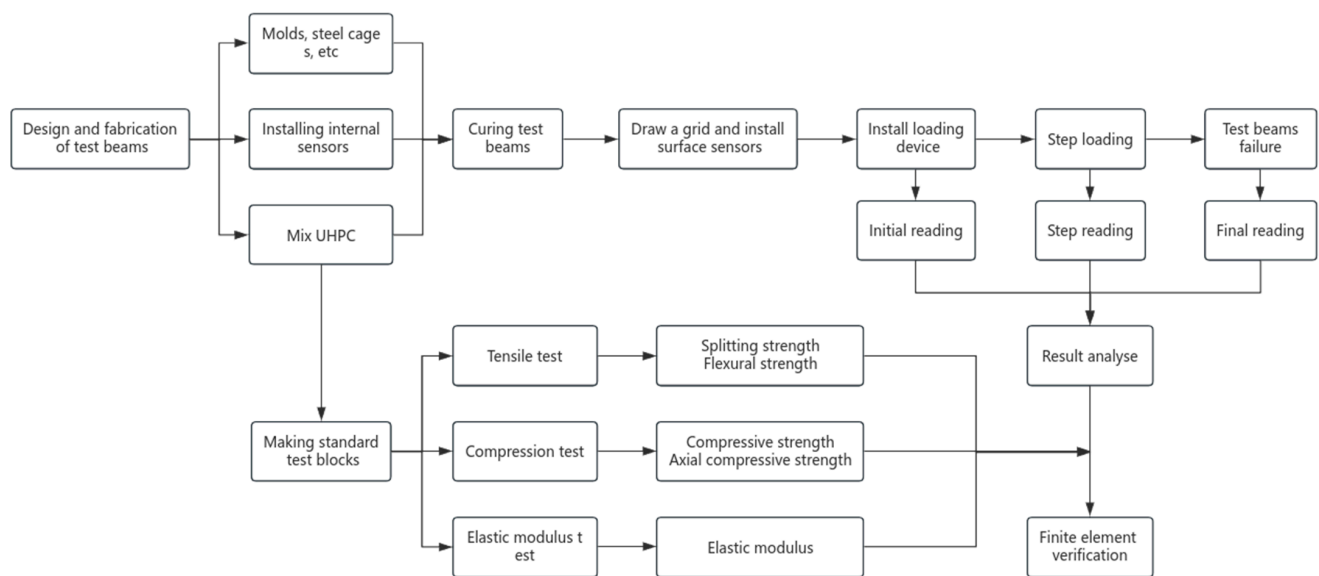 Molds, steel cage
s, etc
Design and fabrication
of test beams
Installing internal
sensors
Curing test
beams
Draw a grid and install
surface sensors
Install loading
device
Step loading
Test beams
failure
Mix UHPC
Initial reading
Step reading
Final reading
Tensile test
Splitting strength
Flexural strength
Result analyse
Making standard
test blocks
Compression test
Compressive strength
Axial compressive strength
Elastic modulus t
est
Elastic modulus
Finite element
verification